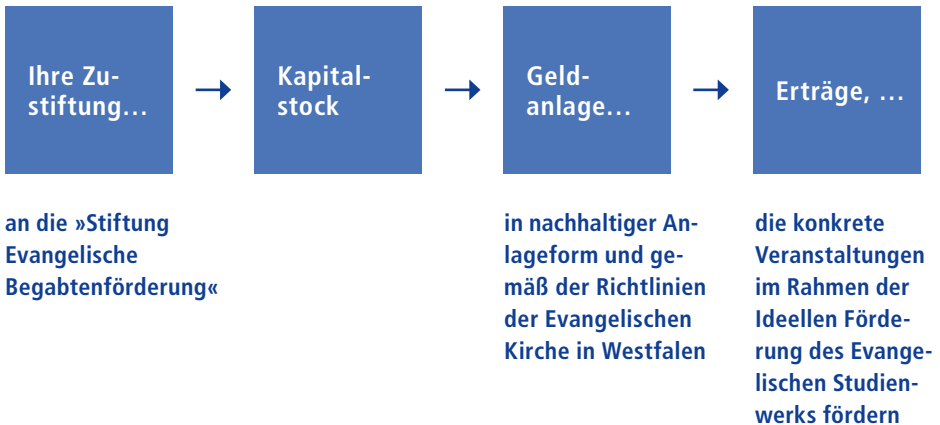 Ihre Zu-
stiftung...
→
Kapital-
stock
→
Geld-
anlage...
→
Erträge, ...
an die »Stiftung
Evangelische
Begabtenförderung«
in nachhaltiger An-
lageform und ge-
mäß der Richtlinien
der Evangelischen
Kirche in Westfalen
die konkrete
Veranstaltungen
im Rahmen der
Ideellen Förde-
rung des Evange-
lischen Studien-
werks fördern